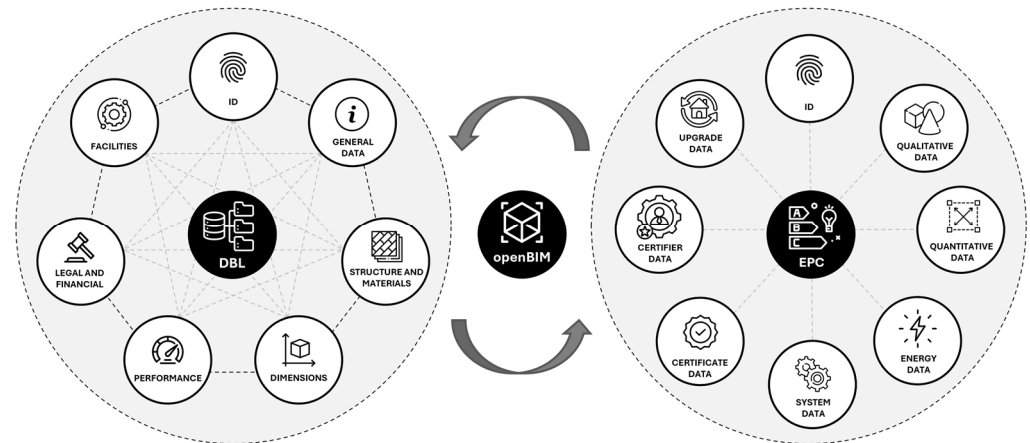 ID
GENERAL
DATA
STRUCTURE AND
MATERIALS
DIMENSIONS
PERFORMANCE
LEGAL AND
FINANCIAL
FACILITIES
DBL
openBIM
ID
QUALITATIVE
DATA
QUANTITATIVE
DATA
ENERGY
DATA
SYSTEM
DATA
CERTIFICATE
DATA
CERTIFIER
DATA
UPGRADE
DATA
A
B
C
EPC